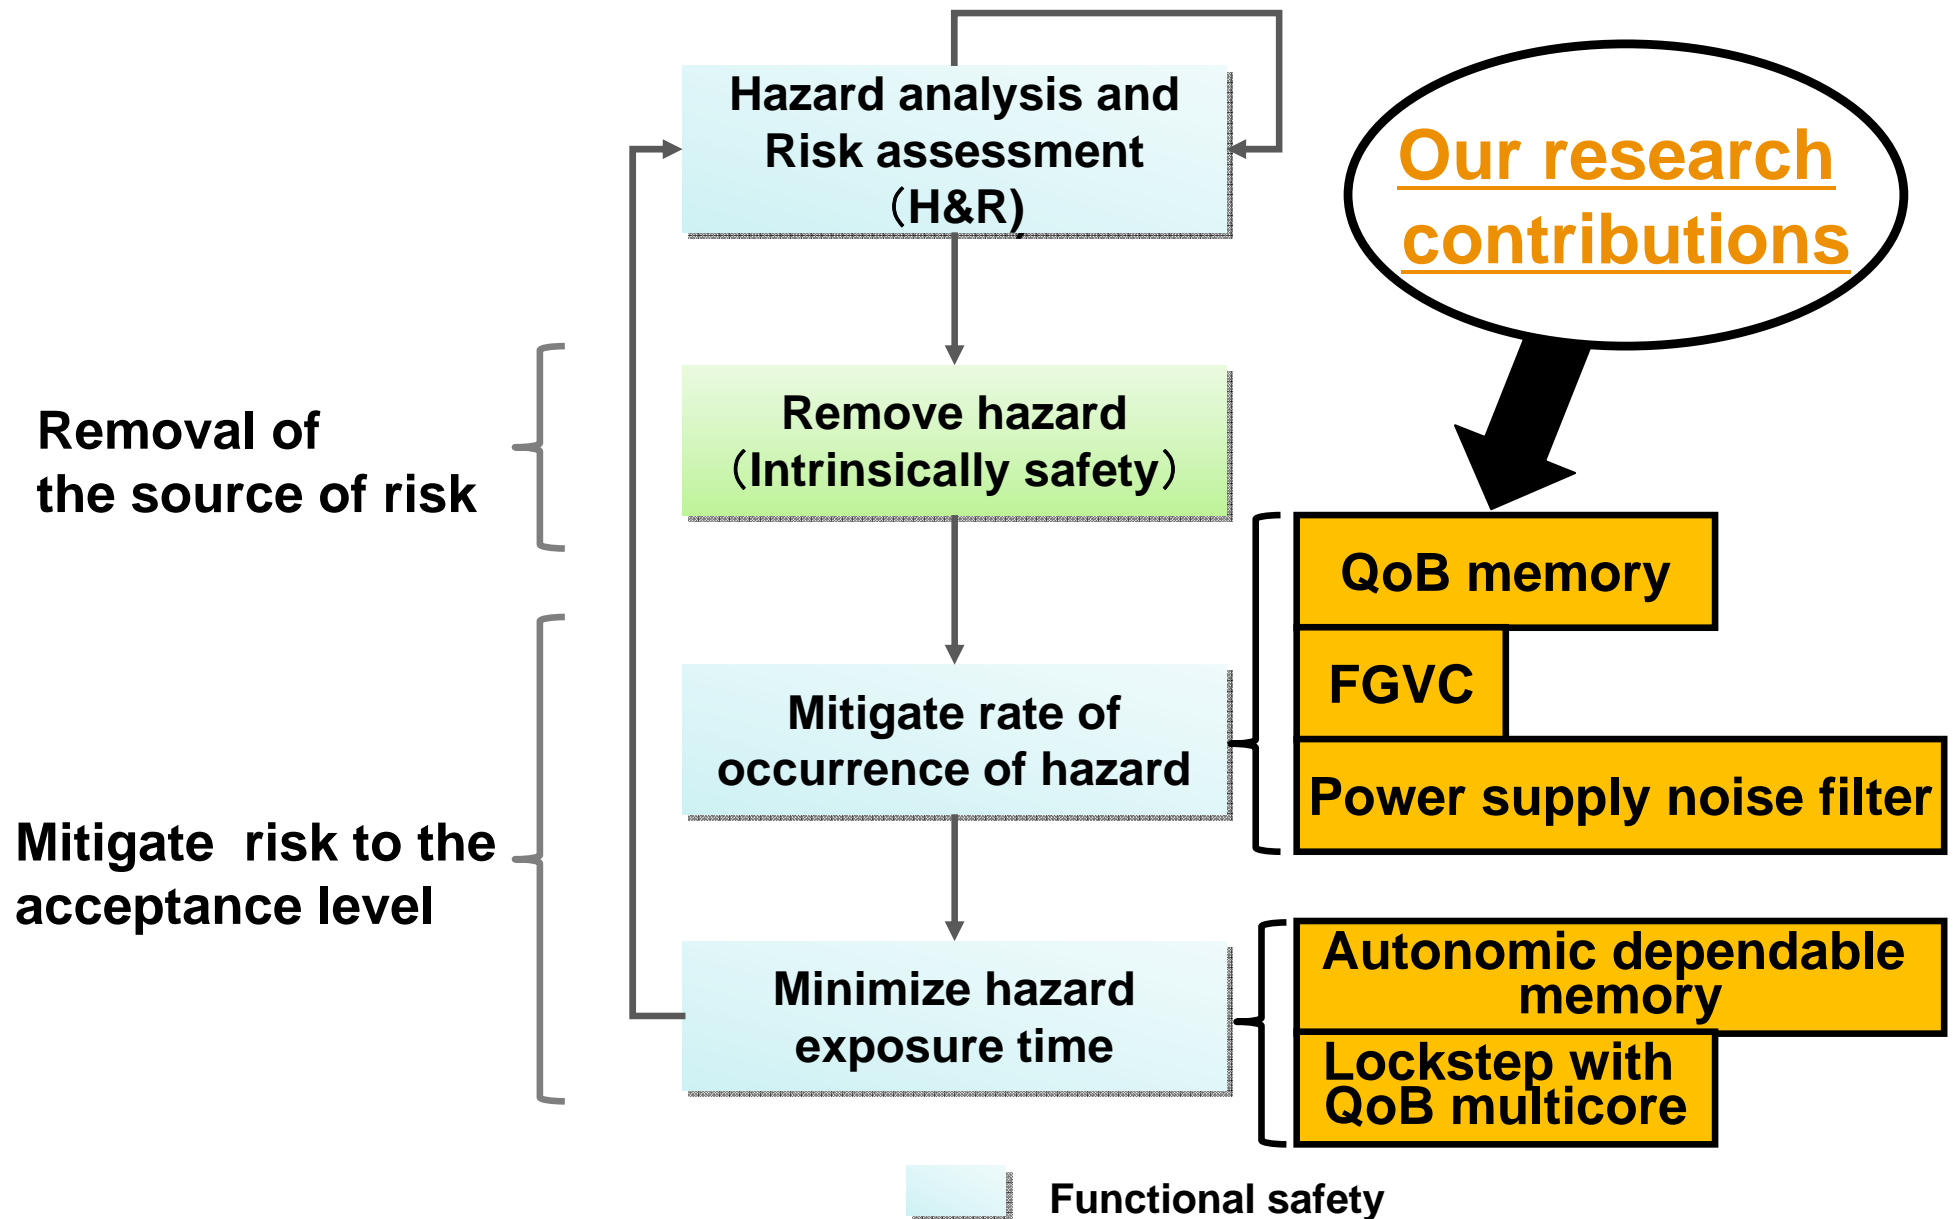 Hazard analysis and
Risk assessment
（H&R)
Our research
contributions
Removal of
the source of risk
Remove hazard
（Intrinsically safety）
QoB memory
FGVC
Power supply noise filter
Mitigate rate of
occurrence of hazard
Mitigate  risk to the
acceptance level
Autonomic dependable
memory
Lockstep with
QoB multicore
Minimize hazard
exposure time
Functional safety